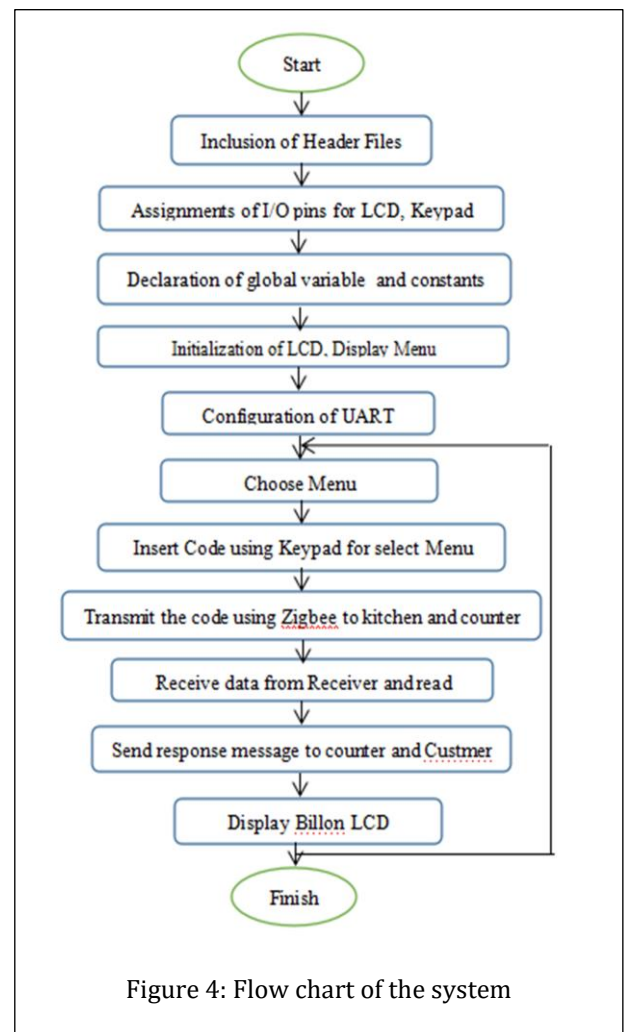 Start
Inclusion of Header Files
Assignments of I/O pins for LCD, Keypad
Declaration of global variable and constants
Initialization of LCD, Display Menu
Configuration of UART
Choose Menu
Insert Code using Keypad for select Menu
Transmit the code using Zigbee to kitchen and counter
Receive data from Receiver and read
Send response message to counter and Custmer
Display Billon LCD
Finish
Figure 4: Flow chart of the system